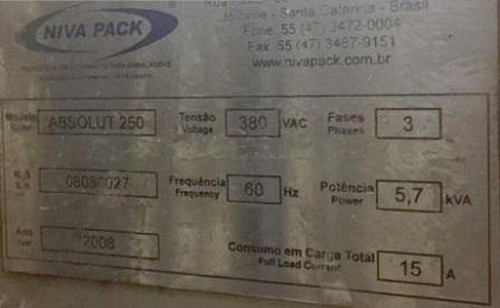 NIVA PACK
Joinville - Santa Catarina - Brasil
Fone: 55 (47) 3472-0004
Fax: 55 (47) 3467-9151
www.nivapack.com.br
Modelo ABSOLUT 250 Tensão 380 VAC Fases 3
Voltage Phases
N.S 08080027 Frequência 60 Hz Potência 5,7 kVA
Frequency Power
Ano 2008 Consumo em Carga Total 15 A
Full Load Current